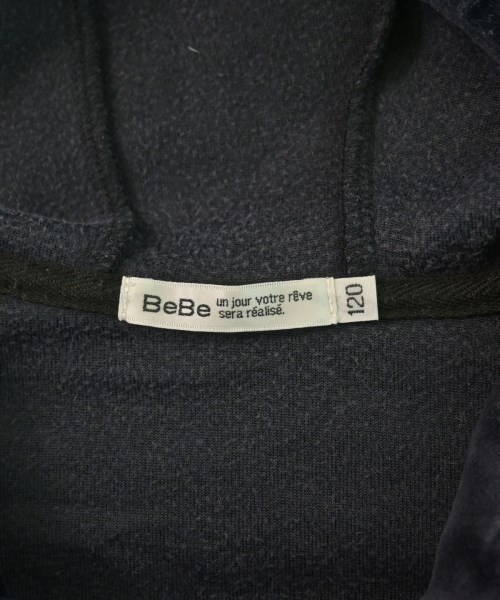 BeBe
un jour votre rêve
sera réalisé.
120